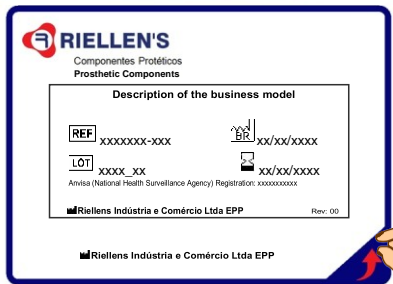 RIELLEN'S
Componentes Protéticos
Prosthetic Components
Description of the business model
REF xxxxxxx-xxx
BR xx/xx/xxxx
LOT xxxx_xx
xx/xx/xxxx
Anvisa (National Health Surveillance Agency) Registration: xxxxxxxxxxx
Riellens Indústria e Comércio Ltda EPP Rev: 00
Riellens Indústria e Comércio Ltda EPP